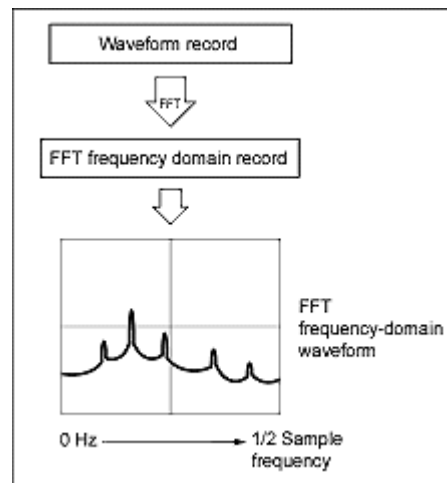 Waveform record
FFT
FFT frequency domain record
FFT
frequency-domain
waveform
0 Hz
1/2 Sample
frequency